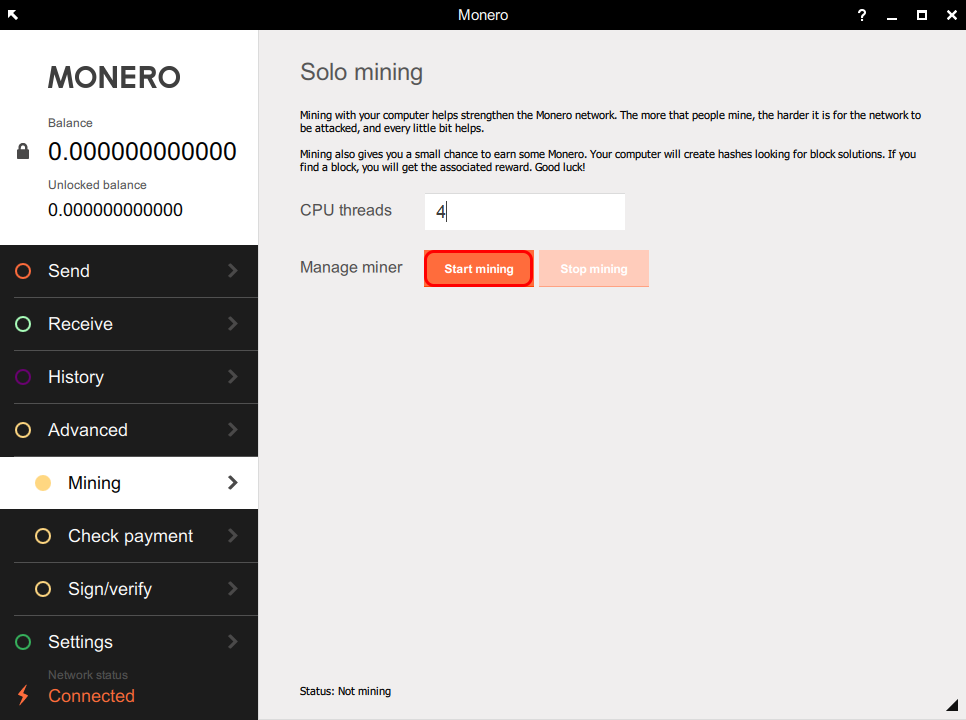 Monero
?
MONERO
Balance
0.000000000000
Unlocked balance
0.000000000000
Send
Receive
History
Advanced
Mining
Check payment
Sign/verify
Settings
Network status
Connected
Solo mining
Mining with your computer helps strengthen the Monero network. The more that people mine, the harder it is for the network to
be attacked, and every little bit helps.
Mining also gives you a small chance to earn some Monero. Your computer will create hashes looking for block solutions. If you
find a block, you will get the associated reward. Good luck!
CPU threads
4
Manage miner
Start mining
Stop mining
Status: Not mining